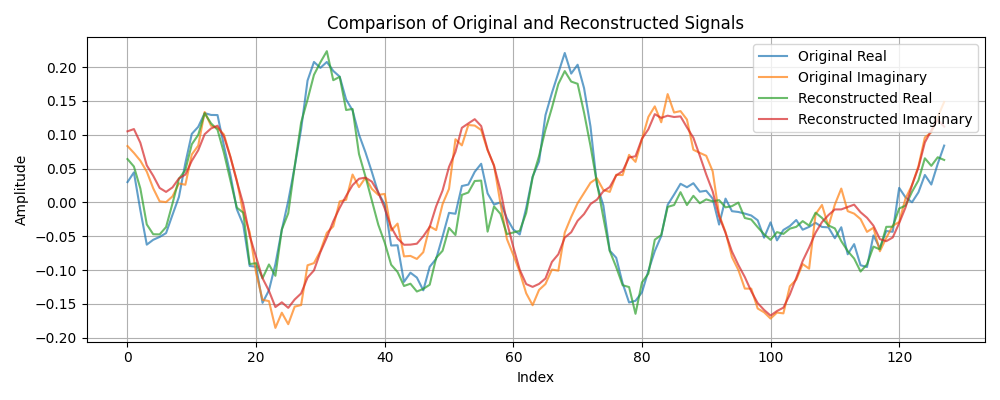 Comparison of Original and Reconstructed Signals
Original Real
Original Imaginary
Reconstructed Real
Reconstructed Imaginary
Amplitude
0.20
0.15
0.10
0.05
0.00
−0.05
−0.10
−0.15
−0.20
0 20 40 60 80 100 120
Index